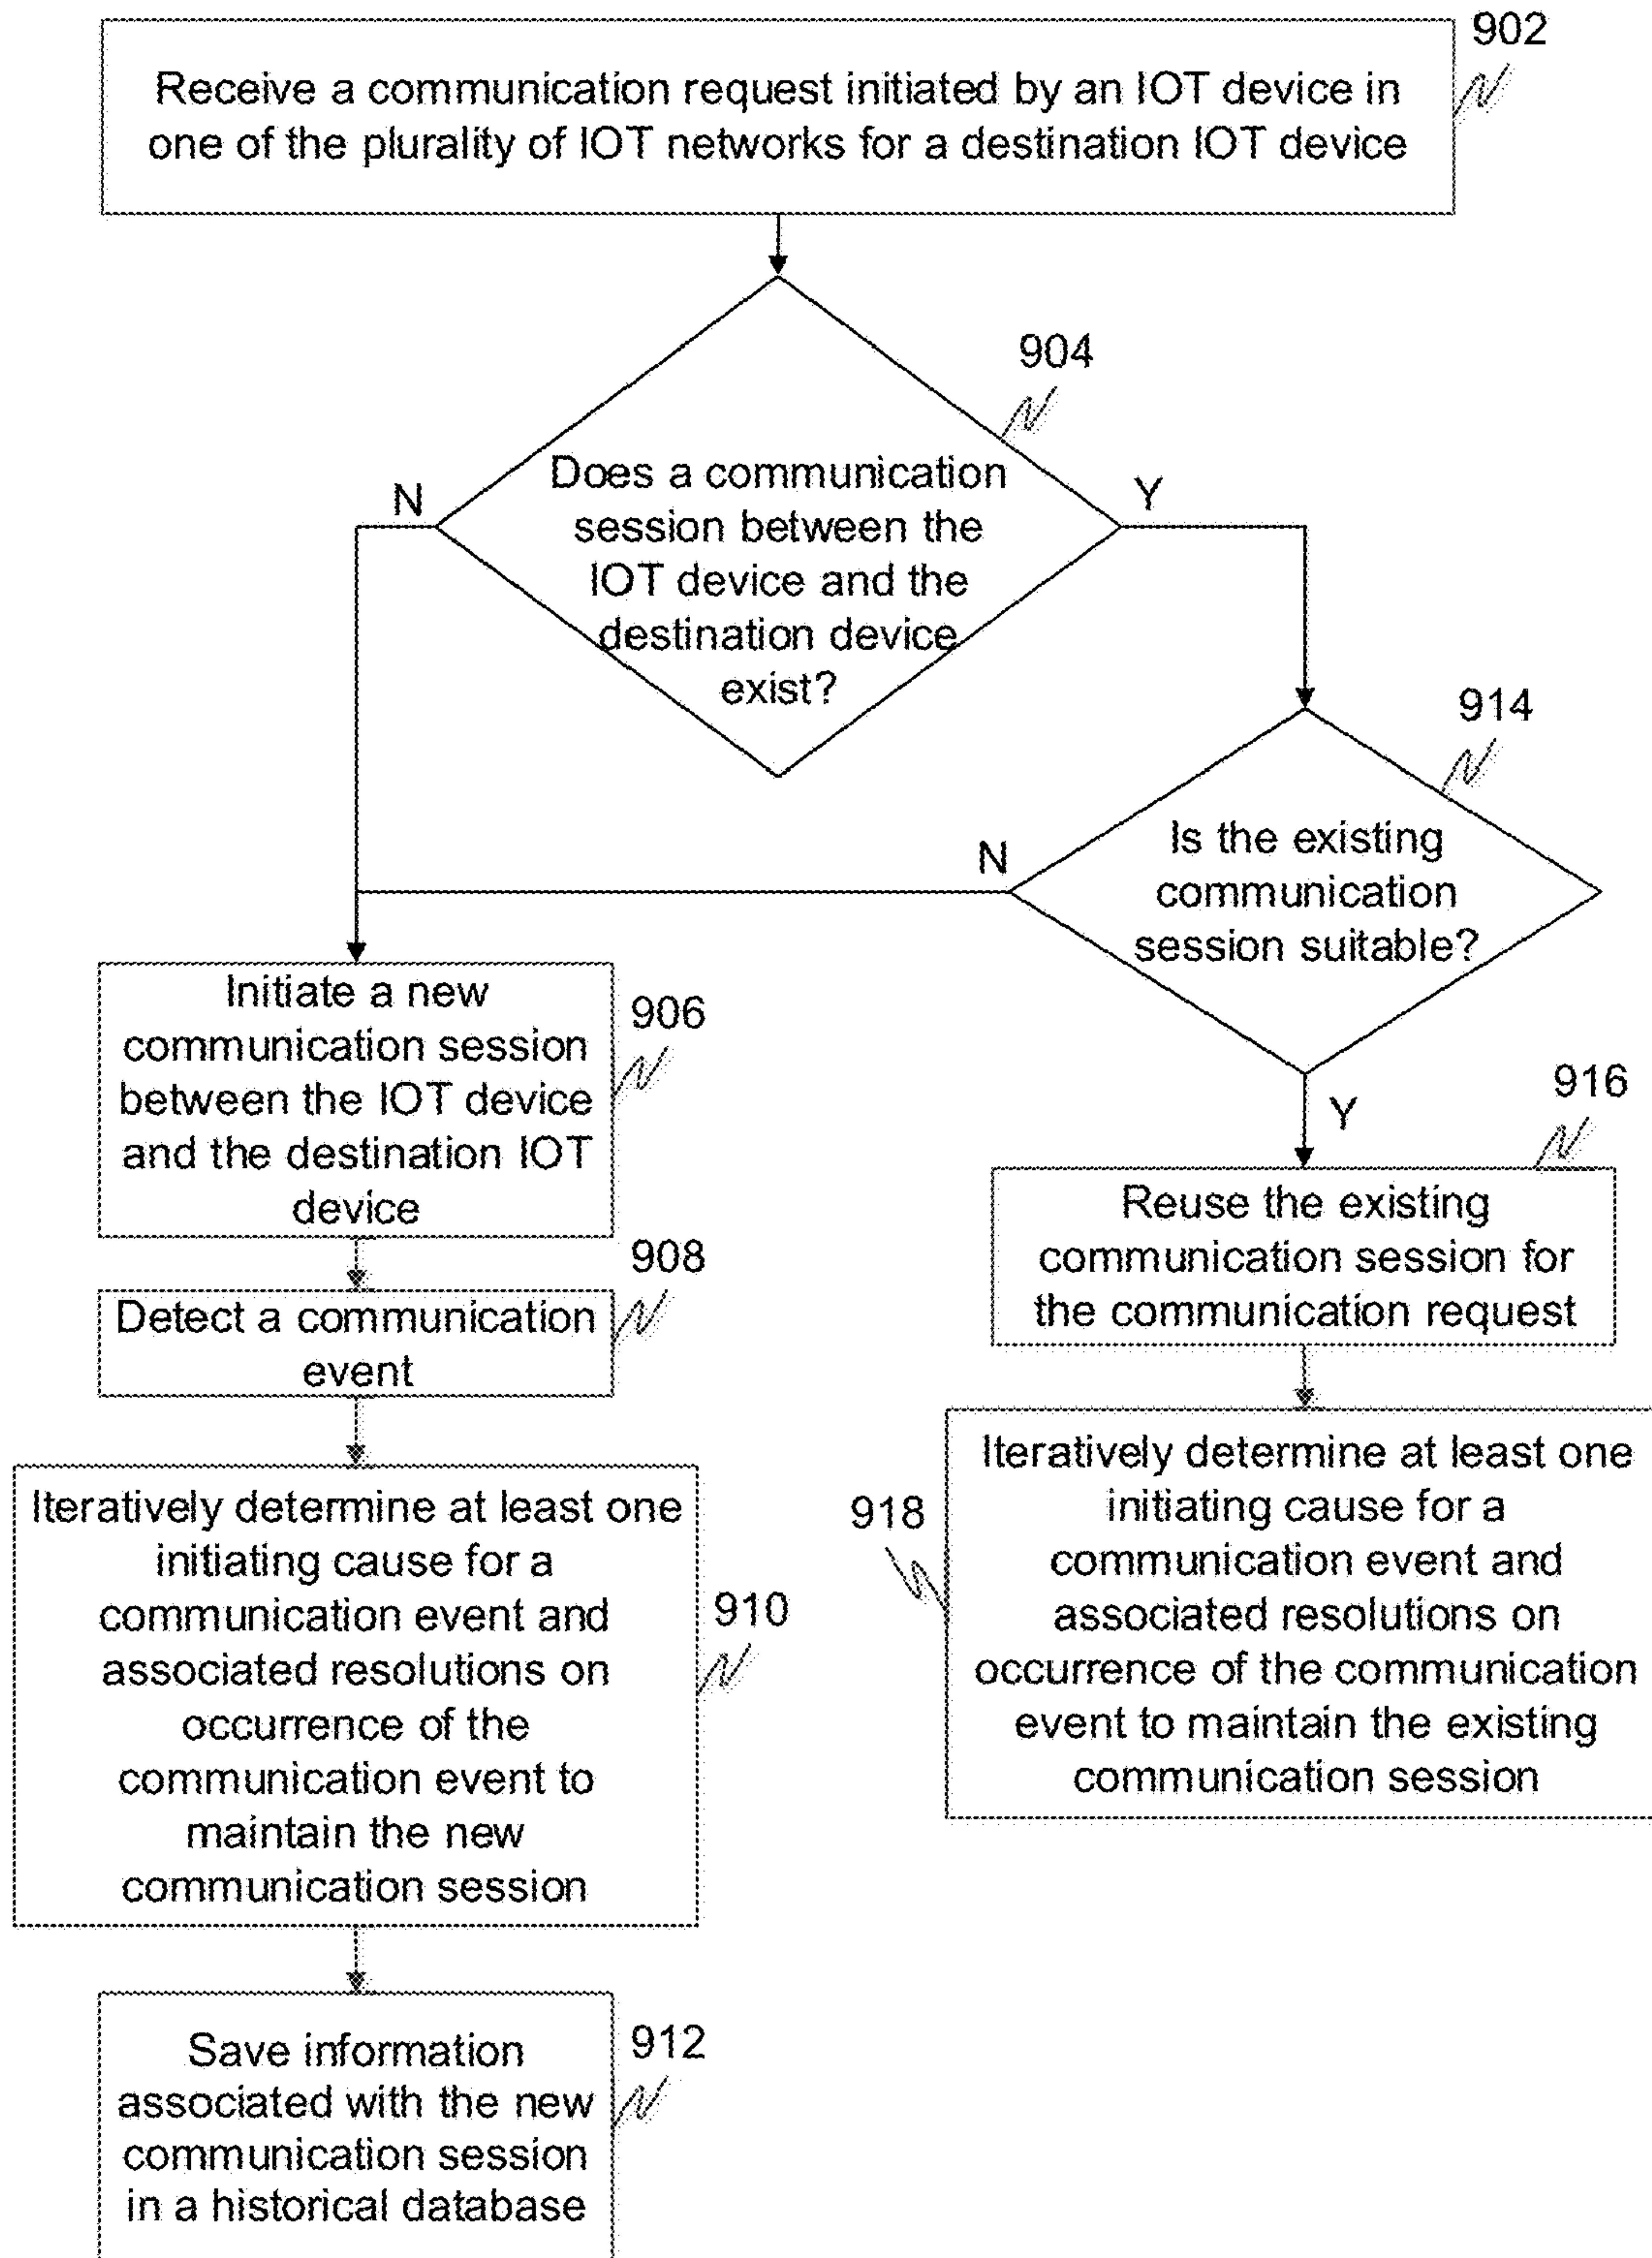 902
Receive a communication request initiated by an IOT device in
one of the plurality of IOT networks for a destination IOT device
904
Does a communication
session between the
IOT device and the
destination device
exist?
N
Y
914
Is the existing
communication
session suitable?
N
Y
906
Initiate a new
communication session
between the IOT device
and the destination IOT
device
916
Reuse the existing
communication session for
the communication request
908
Detect a communication
event
910
Iteratively determine at least one
initiating cause for a
communication event and
associated resolutions on
occurrence of the
communication event to
maintain the new
communication session
918
Iteratively determine at least one
initiating cause for a
communication event and
associated resolutions on
occurrence of the communication
event to maintain the existing
communication session
912
Save information
associated with the new
communication session
in a historical database